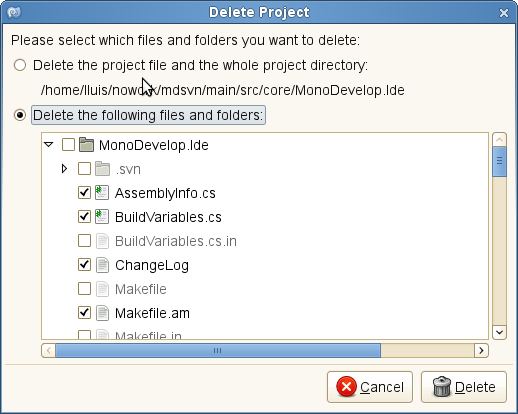 Delete Project
Please select which files and folders you want to delete:
Delete the project file and the whole project directory:
/home/lluis/ mdsvn/main/src/core/MonoDevelop.Ide
Delete the following files and folders:
MonoDevelop.Ide
.svn
AssemblyInfo.cs
BuildVariables.cs
BuildVariables.cs.in
ChangeLog
Makefile
Makefile.am
Makefile.in
Cancel
Delete